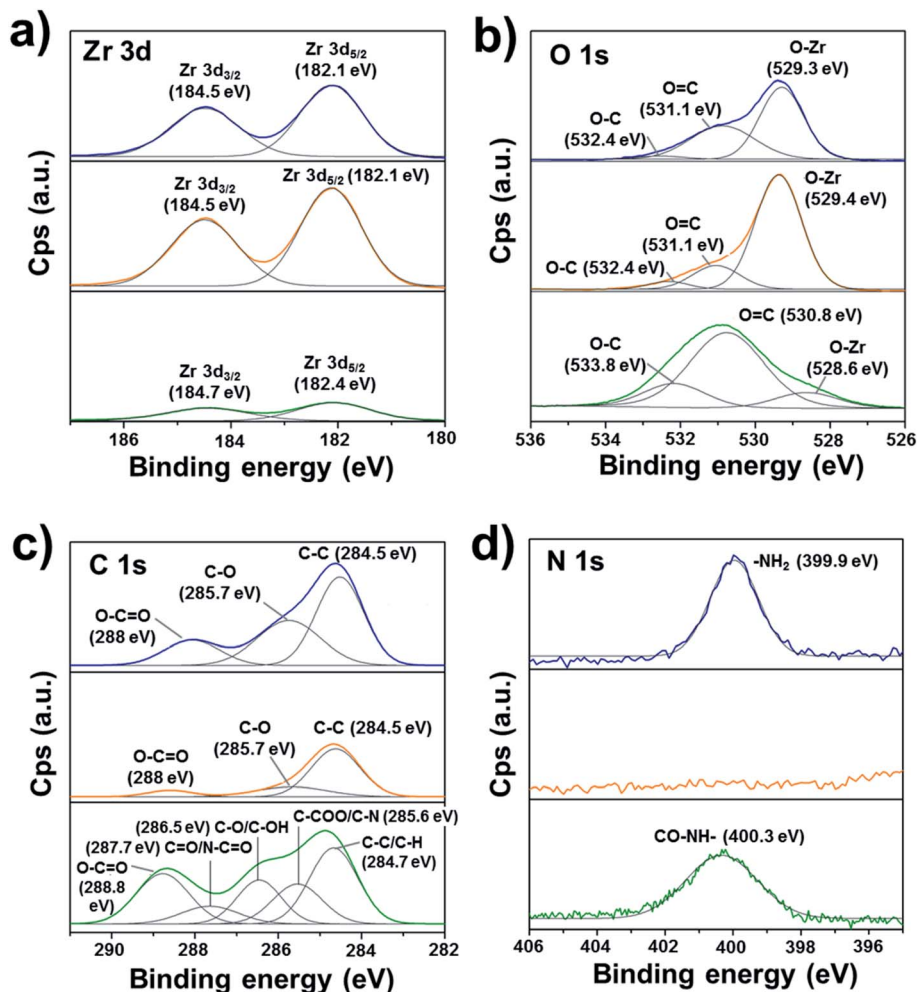 a)
Zr 3d
Zr 3d3/2
(184.5 eV)
Zr 3d5/2
(182.1 eV)
Zr 3d3/2
(184.5 eV)
Zr 3d5/2 (182.1 eV)
Zr 3d3/2
(184.7 eV)
Zr 3d5/2
(182.4 eV)
Cps (a.u.)
186 184 182 180
Binding energy (eV)
b)
O 1s
O-Zr
(529.3 eV)
O=C
(531.1 eV)
O-C
(532.4 eV)
O-Zr
(529.4 eV)
O=C
(531.1 eV)
O-C (532.4 eV)
O=C (530.8 eV)
O-C
(533.8 eV)
O-Zr
(528.6 eV)
Cps (a.u.)
536 534 532 530 528 526
Binding energy (eV)
c)
C 1s
C-C (284.5 eV)
C-O
(285.7 eV)
O-C=O
(288 eV)
C-C (284.5 eV)
C-O
(285.7 eV)
O-C=O
(288 eV)
C-COO/C-N (285.6 eV)
(286.5 eV) C-O/C-OH
(287.7 eV) C=O/N-C=O
O-C=O
(288.8
eV)
C-C/C-H
(284.7 eV)
Cps (a.u.)
290 288 286 284 282
Binding energy (eV)
d)
N 1s
-NH2 (399.9 eV)
CO-NH- (400.3 eV)
Cps (a.u.)
406 404 402 400 398 396
Binding energy (eV)